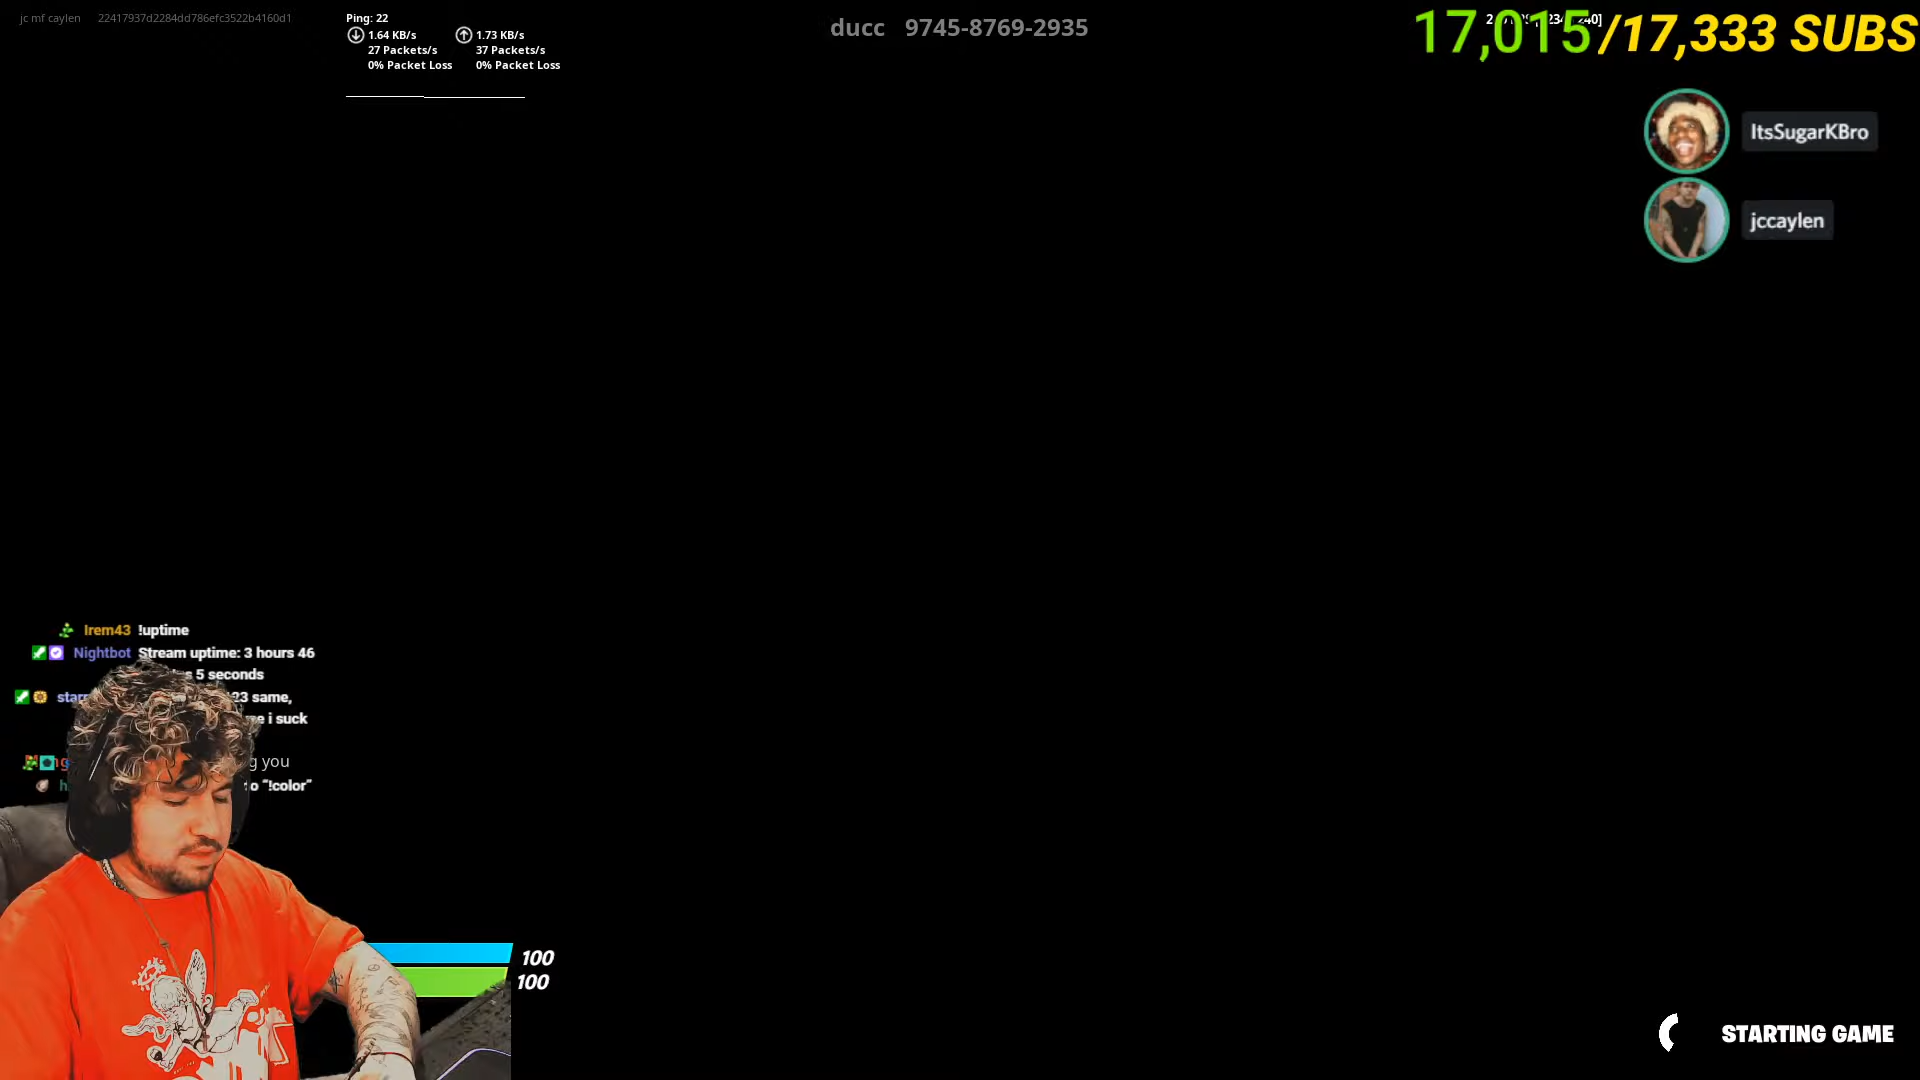 jc mf caylen 22417937d2284dd786efc3522b4160d1
Ping: 22
1.64 KB/s 1.73 KB/s
27 Packets/s 37 Packets/s
0% Packet Loss 0% Packet Loss
ducc 9745-8769-2935
17,015/17,333 SUBS
ItsSugarKBro
jccaylen
Irem43 !uptime
Nightbot Stream uptime: 3 hours 46
5 seconds
same,
i suck
you
"!color"
100
100
STARTING GAME